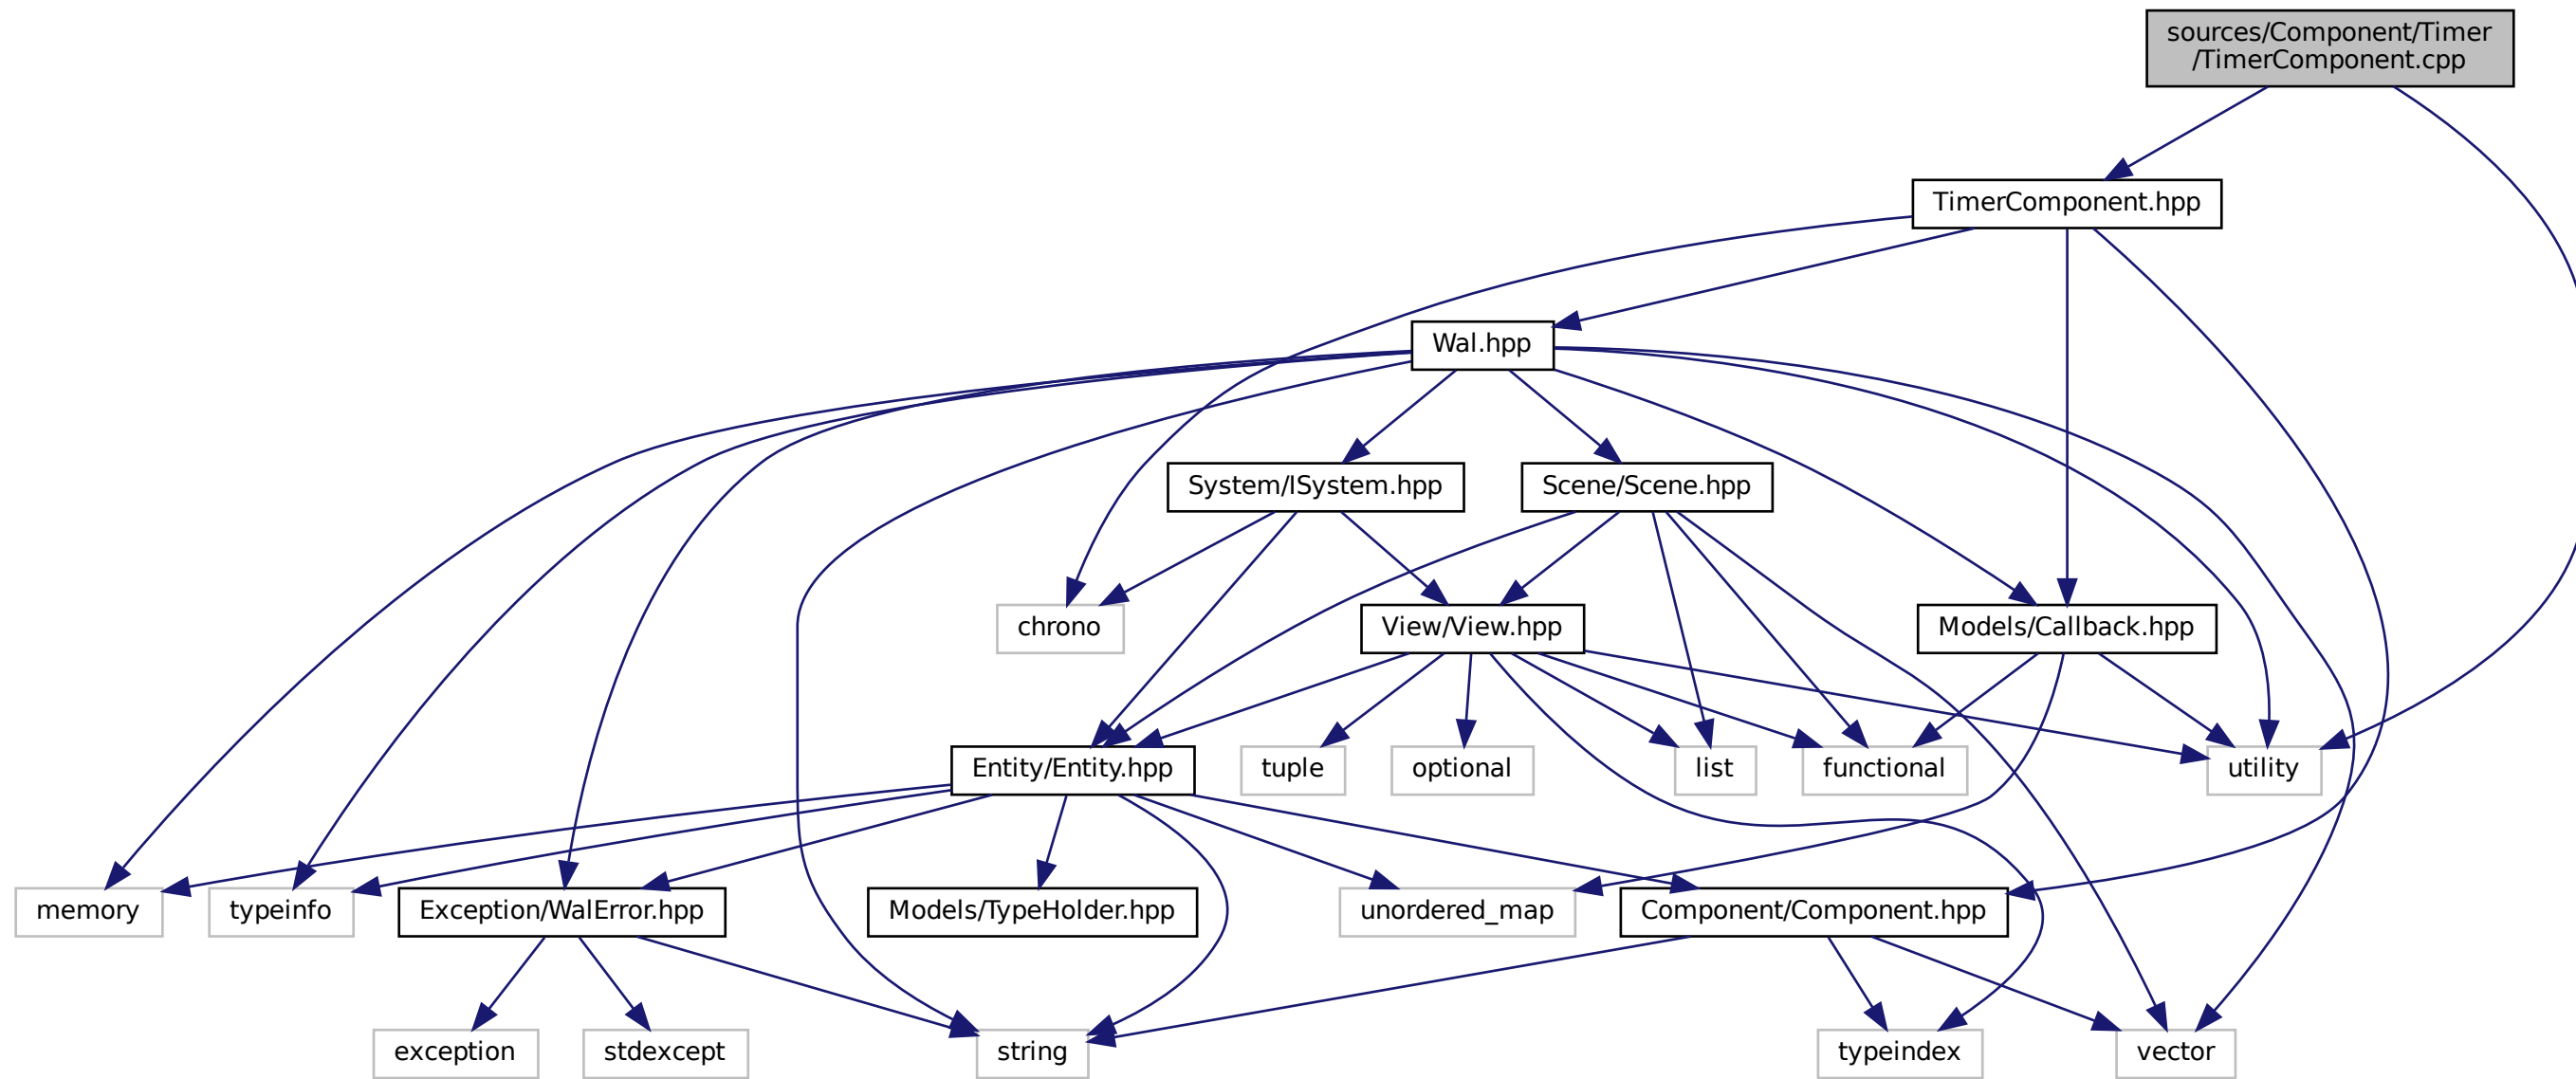 sources/Component/Timer
/TimerComponent.cpp
TimerComponent.hpp
Wal.hpp
System/ISystem.hpp
Scene/Scene.hpp
chrono
View/View.hpp
Models/Callback.hpp
Entity/Entity.hpp
tuple
optional
list
functional
utility
memory
typeinfo
Exception/WalError.hpp
Models/TypeHolder.hpp
unordered_map
Component/Component.hpp
exception
stdexcept
string
typeindex
vector